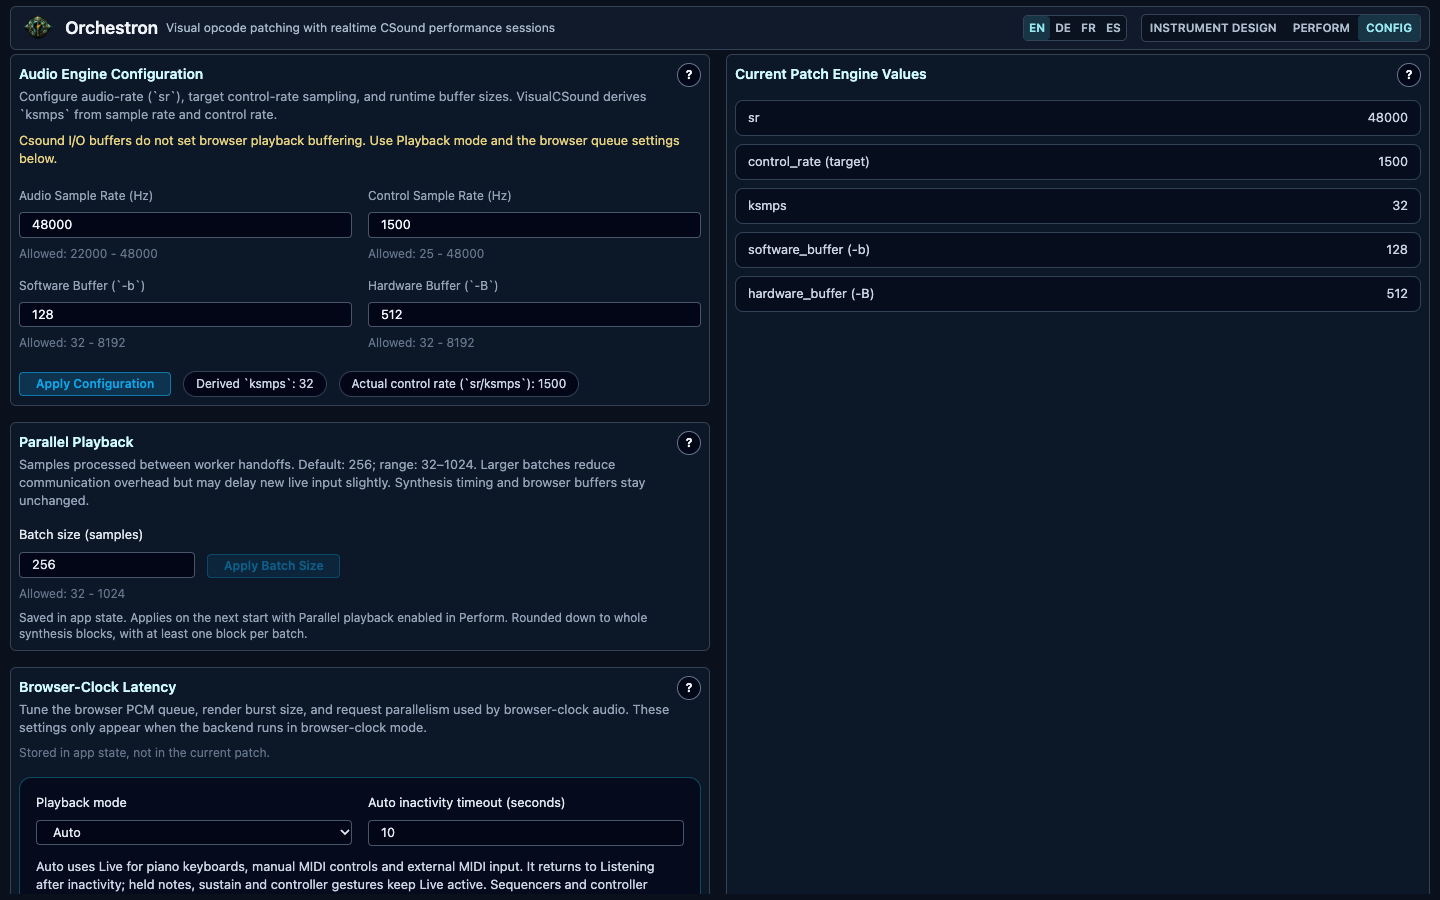 Orchestron Visual opcode patching with realtime CSound performance sessions
EN DE FR ES INSTRUMENT DESIGN PERFORM CONFIG
Audio Engine Configuration
?
Configure audio-rate (`sr`), target control-rate sampling, and runtime buffer sizes. VisualCSound derives
`ksmps` from sample rate and control rate.
Csound I/O buffers do not set browser playback buffering. Use Playback mode and the browser queue settings
below.
Audio Sample Rate (Hz) Control Sample Rate (Hz)
48000 1500
Allowed: 22000 - 48000 Allowed: 25 - 48000
Software Buffer (`-b`) Hardware Buffer (`-B`)
128 512
Allowed: 32 - 8192 Allowed: 32 - 8192
Apply Configuration Derived `ksmps`: 32 Actual control rate (`sr/ksmps`): 1500
Parallel Playback
?
Samples processed between worker handoffs. Default: 256; range: 32–1024. Larger batches reduce
communication overhead but may delay new live input slightly. Synthesis timing and browser buffers stay
unchanged.
Batch size (samples)
256 Apply Batch Size
Allowed: 32 - 1024
Saved in app state. Applies on the next start with Parallel playback enabled in Perform. Rounded down to whole
synthesis blocks, with at least one block per batch.
Browser-Clock Latency
?
Tune the browser PCM queue, render burst size, and request parallelism used by browser-clock audio. These
settings only appear when the backend runs in browser-clock mode.
Stored in app state, not in the current patch.
Playback mode Auto inactivity timeout (seconds)
Auto 10
Auto uses Live for piano keyboards, manual MIDI controls and external MIDI input. It returns to Listening
after inactivity; held notes, sustain and controller gestures keep Live active. Sequencers and controller
Current Patch Engine Values
?
sr 48000
control_rate (target) 1500
ksmps 32
software_buffer (-b) 128
hardware_buffer (-B) 512